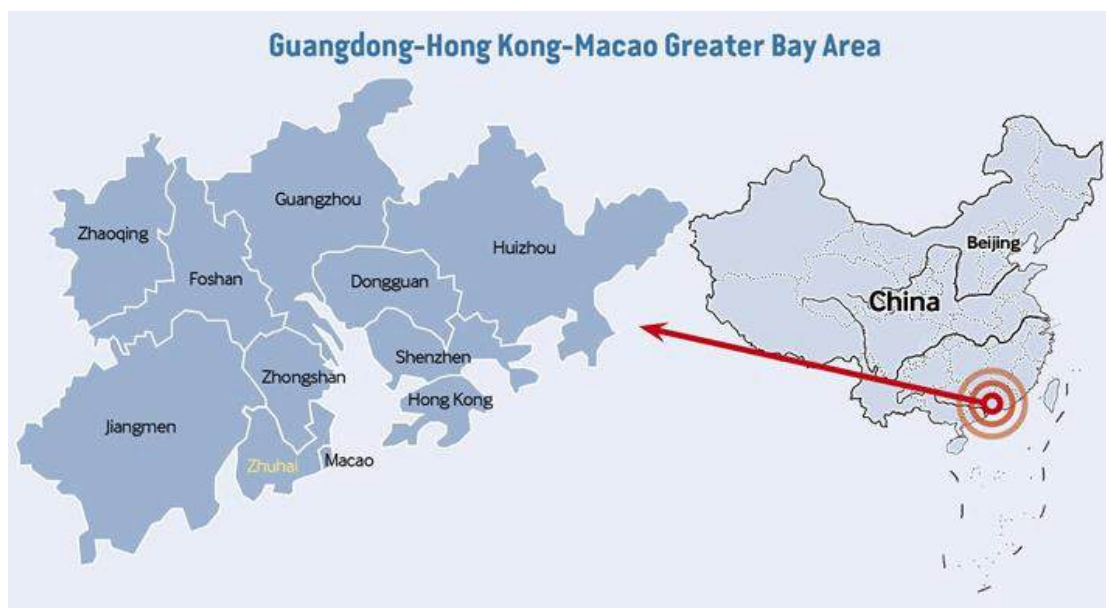 Guangdong-Hong Kong-Macao Greater Bay Area
Guangzhou
Zhaoqing
Huizhou
Beijing
Foshan
Dongguan
China
Shenzhen
Zhongshan
Hong Kong
Jiangmen
Zhuhai
Macao